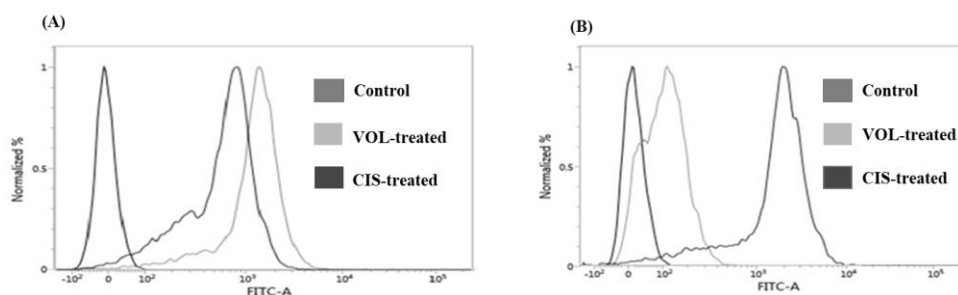 (A)
1
0.5
0
Normalized %
-10²
0
10²
10³
10⁴
10⁵
FITC-A
Control
VOL-treated
CIS-treated
(B)
1
0.5
0
Normalized %
-10²
0
10²
10³
10⁴
10⁵
FITC-A
Control
VOL-treated
CIS-treated